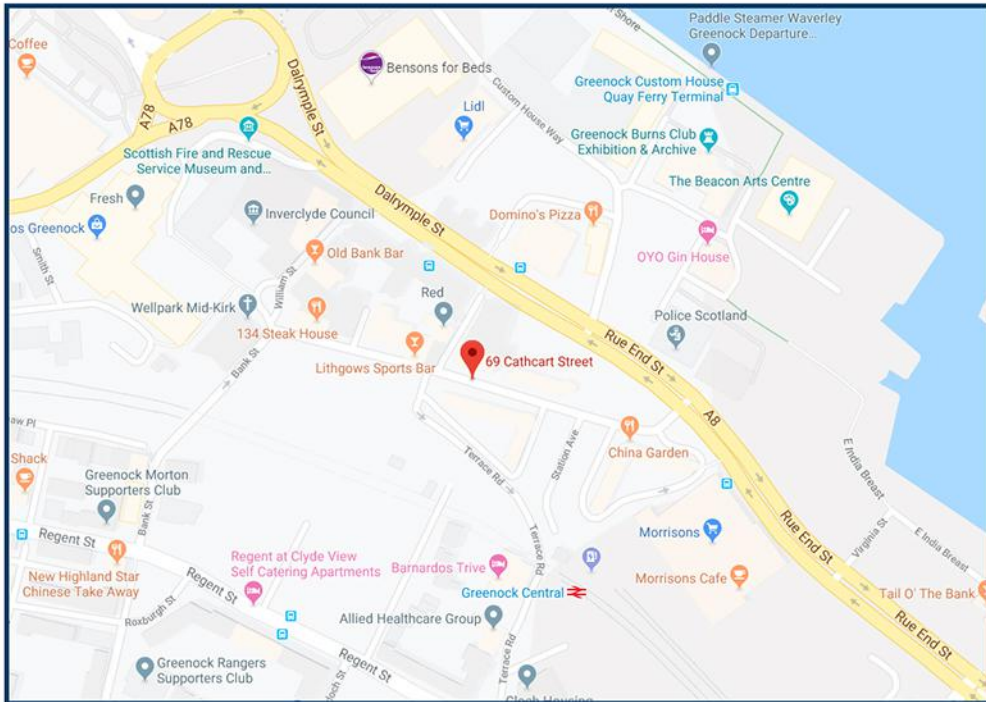 Coffee
Dalrymple St
Bensons for Beds
Shore
Paddle Steamer Waverley
Greenock Departure...
Greenock Custom House
Quay Ferry Terminal
Lidl
Custom House Way
A78
A78
Scottish Fire and Rescue
Service Museum and...
Greenock Burns Club
Exhibition & Archive
The Beacon Arts Centre
Fresh
Inverclyde Council
Dalrymple St
Domino's Pizza
os Greenock
Old Bank Bar
OYO Gin House
Smith St
William St
Red
Wellpark Mid-Kirk
134 Steak House
Police Scotland
Bank St
Lithgows Sports Bar
69 Cathcart Street
Rue End St
A8
aw Pl
Shack
Terrace Rd
Station Ave
China Garden
E India Breast
Greenock Morton
Supporters Club
Bank St
Regent St
Morrisons
Rue End St
Virginia St
E India Breast
New Highland Star
Chinese Take Away
Regent at Clyde View
Self Catering Apartments
Barnardos Trive
Terrace Rd
Greenock Central
Morrisons Cafe
Tail O' The Bank
Regent St
Roxburgh St
Allied Healthcare Group
Greenock Rangers
Supporters Club
Regent St
Terrace Rd